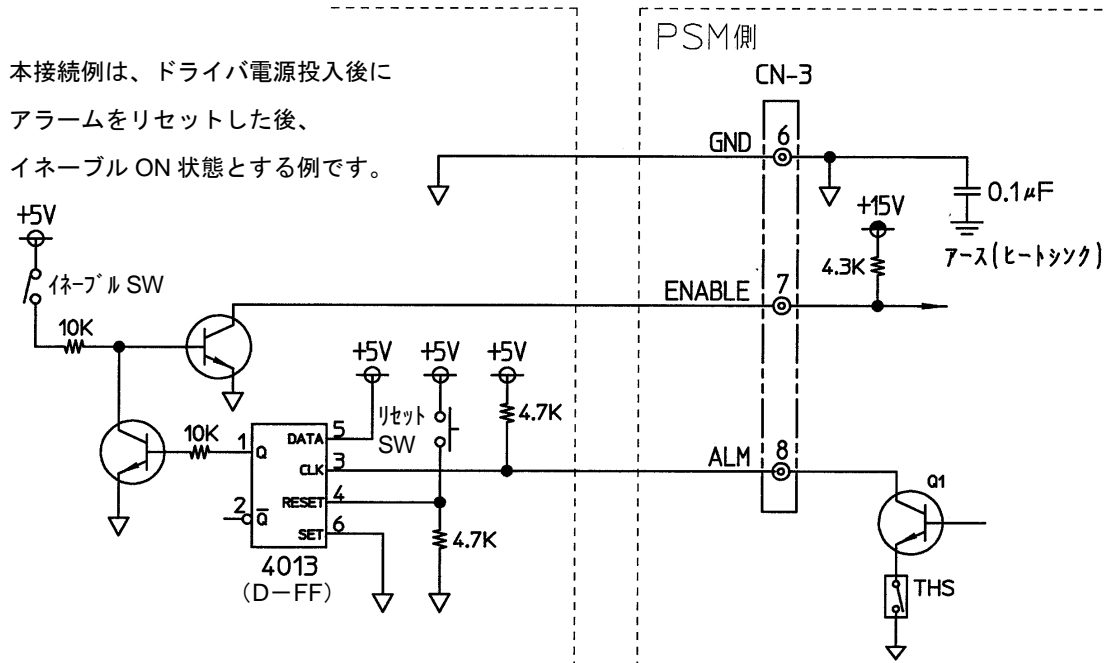 PSM側
本接続例は、ドライバ電源投入後に
アラームをリセットした後、
イネーブル ON 状態とする例です。
CN-3
GND
6
0.1μF
アース(ヒートシンク)
+5V
イネーブル SW
+15V
4.3K
ENABLE
7
10K
+5V
+5V
+5V
リセット
SW
4.7K
10K
1
Q
DATA
5
CLK
3
RESET
4
2
Q̅
SET
6
4.7K
4013
(D－FF)
ALM
8
Q1
THS